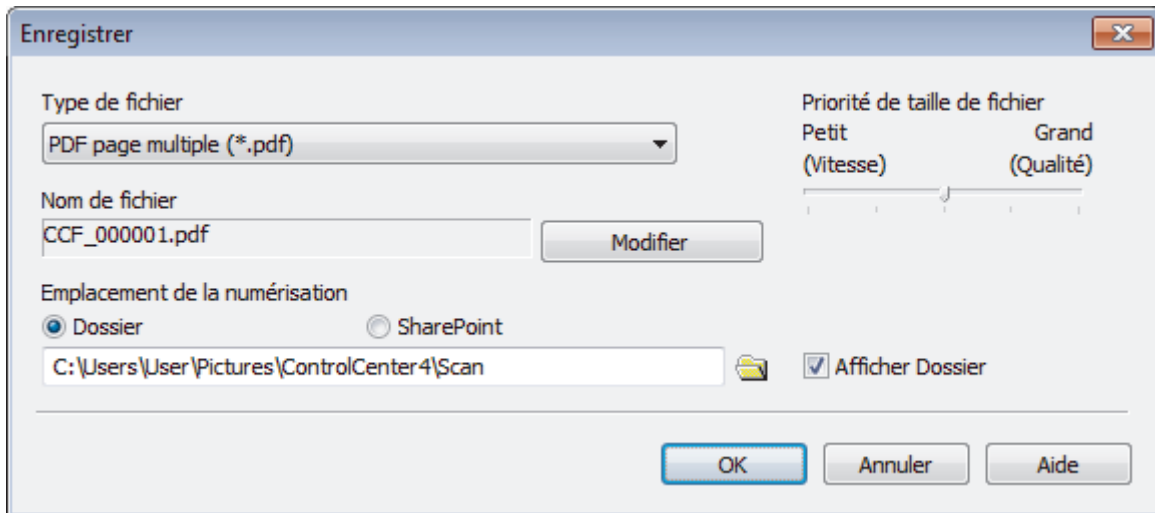 Enregistrer
Type de fichier
PDF page multiple (*.pdf)
Priorité de taille de fichier
Petit Grand
(Vitesse) (Qualité)
Nom de fichier
CCF_000001.pdf
Modifier
Emplacement de la numérisation
Dossier SharePoint
C:\Users\User\Pictures\ControlCenter4\Scan
Afficher Dossier
OK Annuler Aide